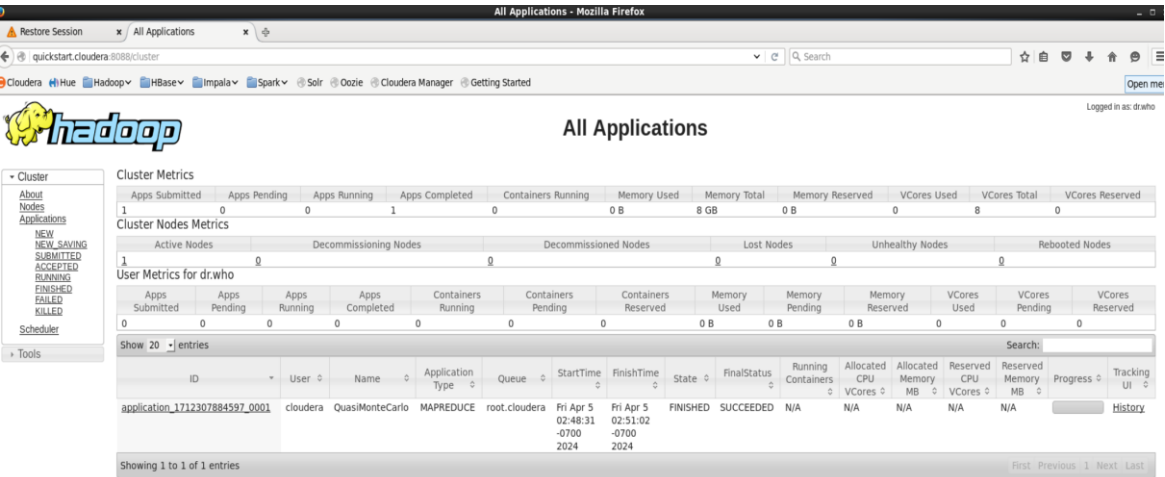 All Applications - Mozilla Firefox
Restore Session
All Applications
quickstart.cloudera:8088/cluster
Search
Cloudera Hue Hadoop HBase Impala Spark Solr Oozie Cloudera Manager Getting Started
Open me
Logged in as: dr.who
hadoop
All Applications
Cluster
About
Nodes
Applications
NEW
NEW_SAVING
SUBMITTED
ACCEPTED
RUNNING
FINISHED
FAILED
KILLED
Scheduler
Tools
Cluster Metrics
Apps Submitted Apps Pending Apps Running Apps Completed Containers Running Memory Used Memory Total Memory Reserved VCores Used VCores Total VCores Reserved
1 0 0 1 0 0 B 8 GB 0 B 0 8 0
Cluster Nodes Metrics
Active Nodes Decommissioning Nodes Decommissioned Nodes Lost Nodes Unhealthy Nodes Rebooted Nodes
1 0 0 0 0 0
User Metrics for dr.who
Apps Submitted Apps Pending Apps Running Apps Completed Containers Running Containers Pending Containers Reserved Memory Used Memory Pending Memory Reserved VCores Used VCores Pending VCores Reserved
0 0 0 0 0 0 0 0 B 0 B 0 B 0 0 0
Show 20 entries Search:
ID User Name Application Type Queue StartTime FinishTime State FinalStatus Running Containers Allocated CPU VCores Allocated Memory MB Reserved CPU VCores Reserved Memory MB Progress Tracking UI
application_1712307884597_0001 cloudera QuasiMonteCarlo MAPREDUCE root.cloudera Fri Apr 5 02:48:31 -0700 2024 Fri Apr 5 02:51:02 -0700 2024 FINISHED SUCCEEDED N/A N/A N/A N/A N/A History
Showing 1 to 1 of 1 entries First Previous 1 Next Last